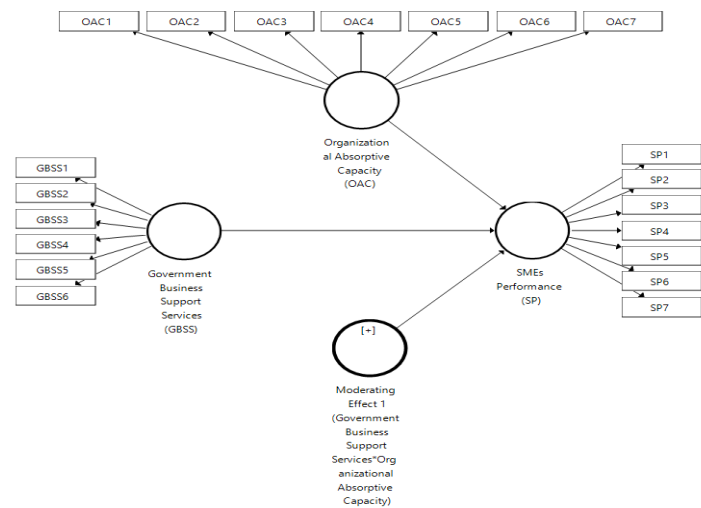 OAC1
OAC2
OAC3
OAC4
OAC5
OAC6
OAC7
Organization
al Absorptive
Capacity
(OAC)
GBSS1
GBSS2
GBSS3
GBSS4
GBSS5
GBSS6
Government
Business
Support
Services
(GBSS)
SP1
SP2
SP3
SP4
SP5
SP6
SP7
SMEs
Performance
(SP)
[+]
Moderating
Effect 1
(Government
Business
Support
Services*Org
anizational
Absorptive
Capacity)